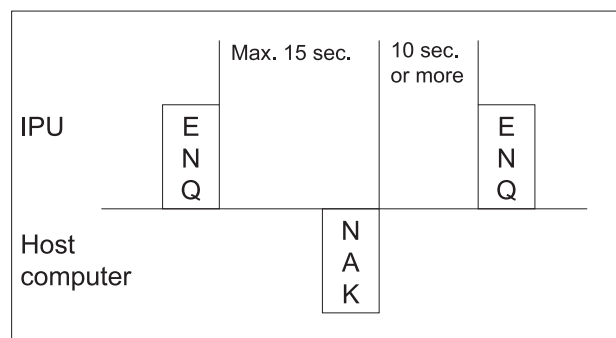 Max. 15 sec.
10 sec.
or more
IPU
E
N
Q
E
N
Q
Host
computer
N
A
K